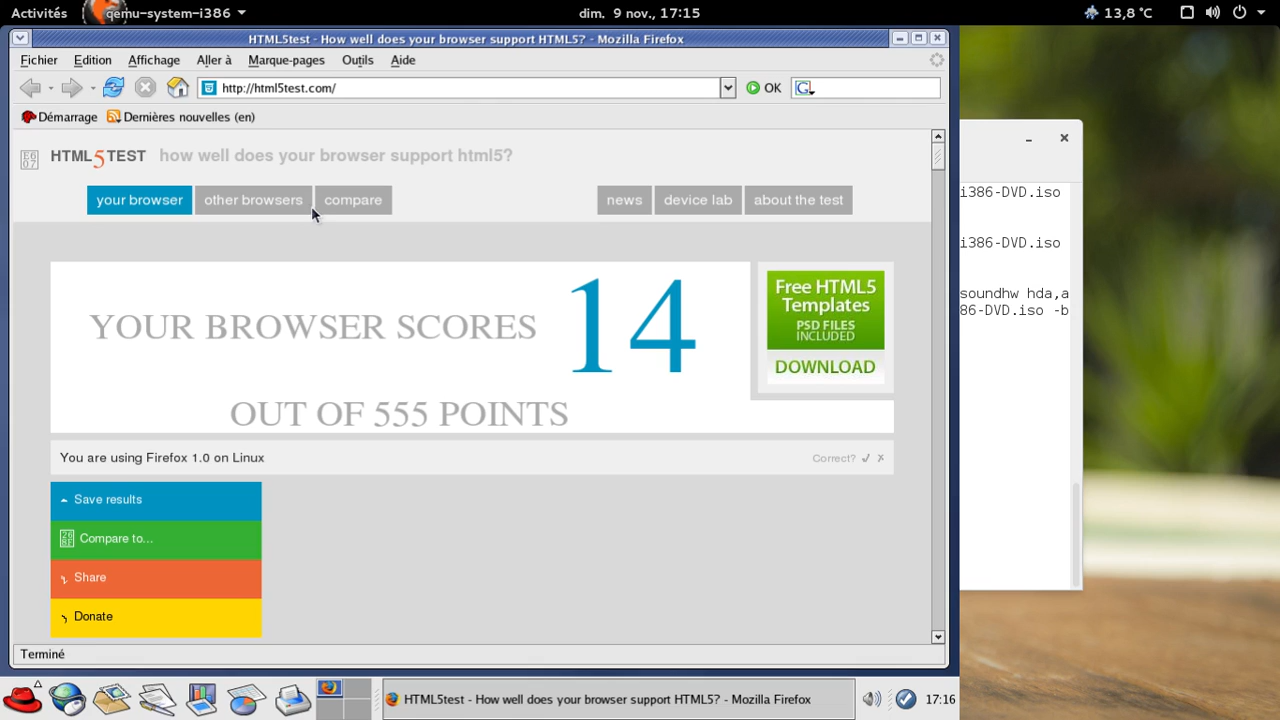 Activités
qemu-system-i386
dim. 9 nov., 17:15
13,8 °C
HTML5test - How well does your browser support HTML5? - Mozilla Firefox
Fichier Edition Affichage Aller à Marque-pages Outils Aide
http://html5test.com/
OK
G
Démarrage Dernières nouvelles (en)
HTML5TEST how well does your browser support html5?
your browser other browsers compare news device lab about the test
YOUR BROWSER SCORES 14
OUT OF 555 POINTS
Free HTML5
Templates
PSD FILES
INCLUDED
DOWNLOAD
You are using Firefox 1.0 on Linux
Correct? ✓ ✗
Save results
Compare to...
Share
Donate
Terminé
i386-DVD.iso
i386-DVD.iso
soundhw hda,a
86-DVD.iso -b
HTML5test - How well does your browser support HTML5? - Mozilla Firefox
17:16